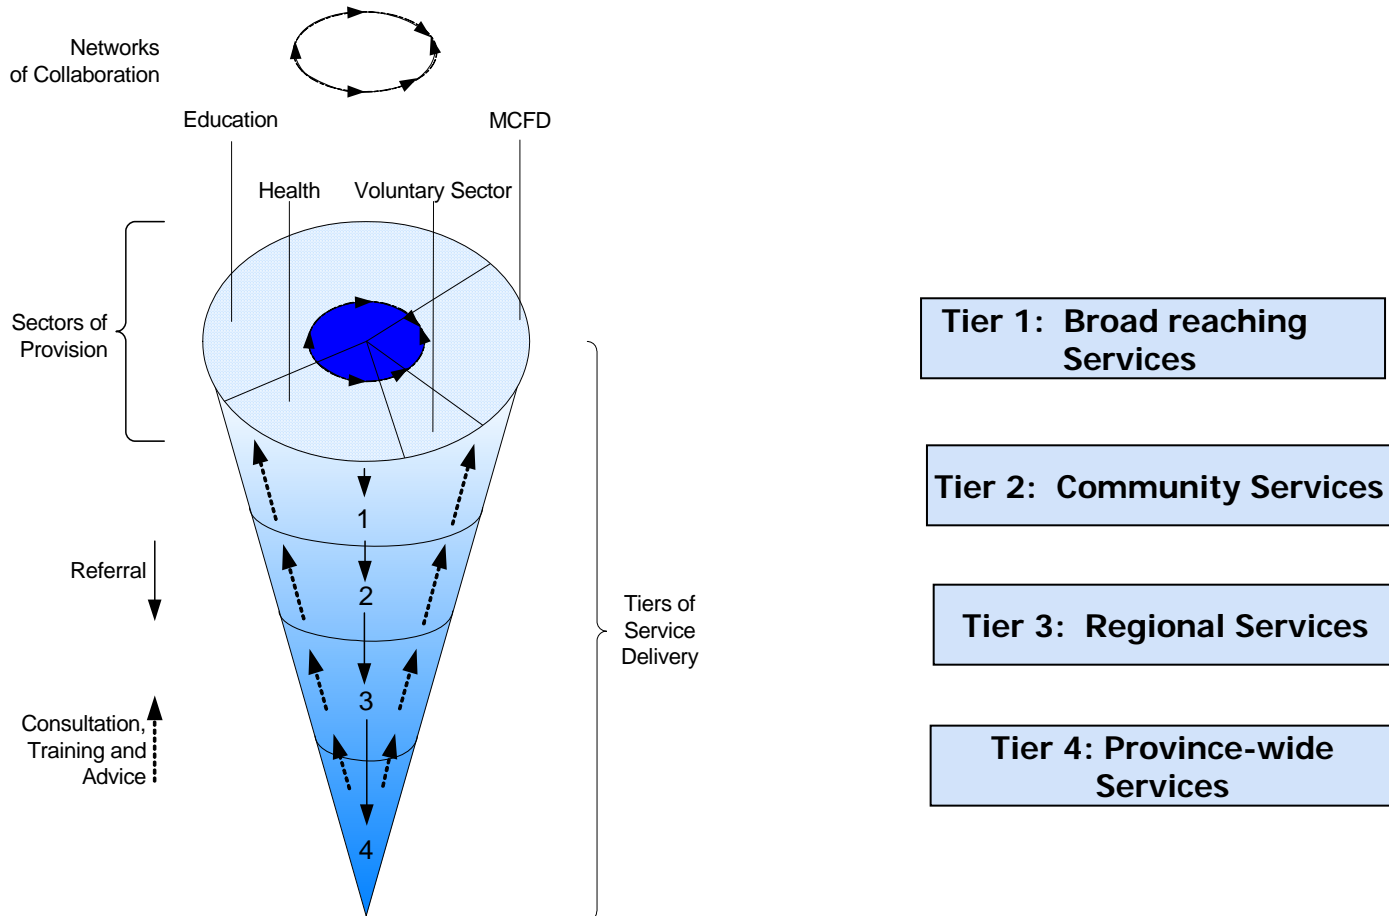 Networks
of Collaboration
Education
MCFD
Health
Voluntary Sector
Sectors of
Provision
Tier 1:  Broad reaching
Services
Tier 2:  Community Services
1
Referral
2
Tiers of
Service
Delivery
Tier 3:  Regional Services
3
Consultation,
Training and
Advice
Tier 4: Province-wide
Services
4